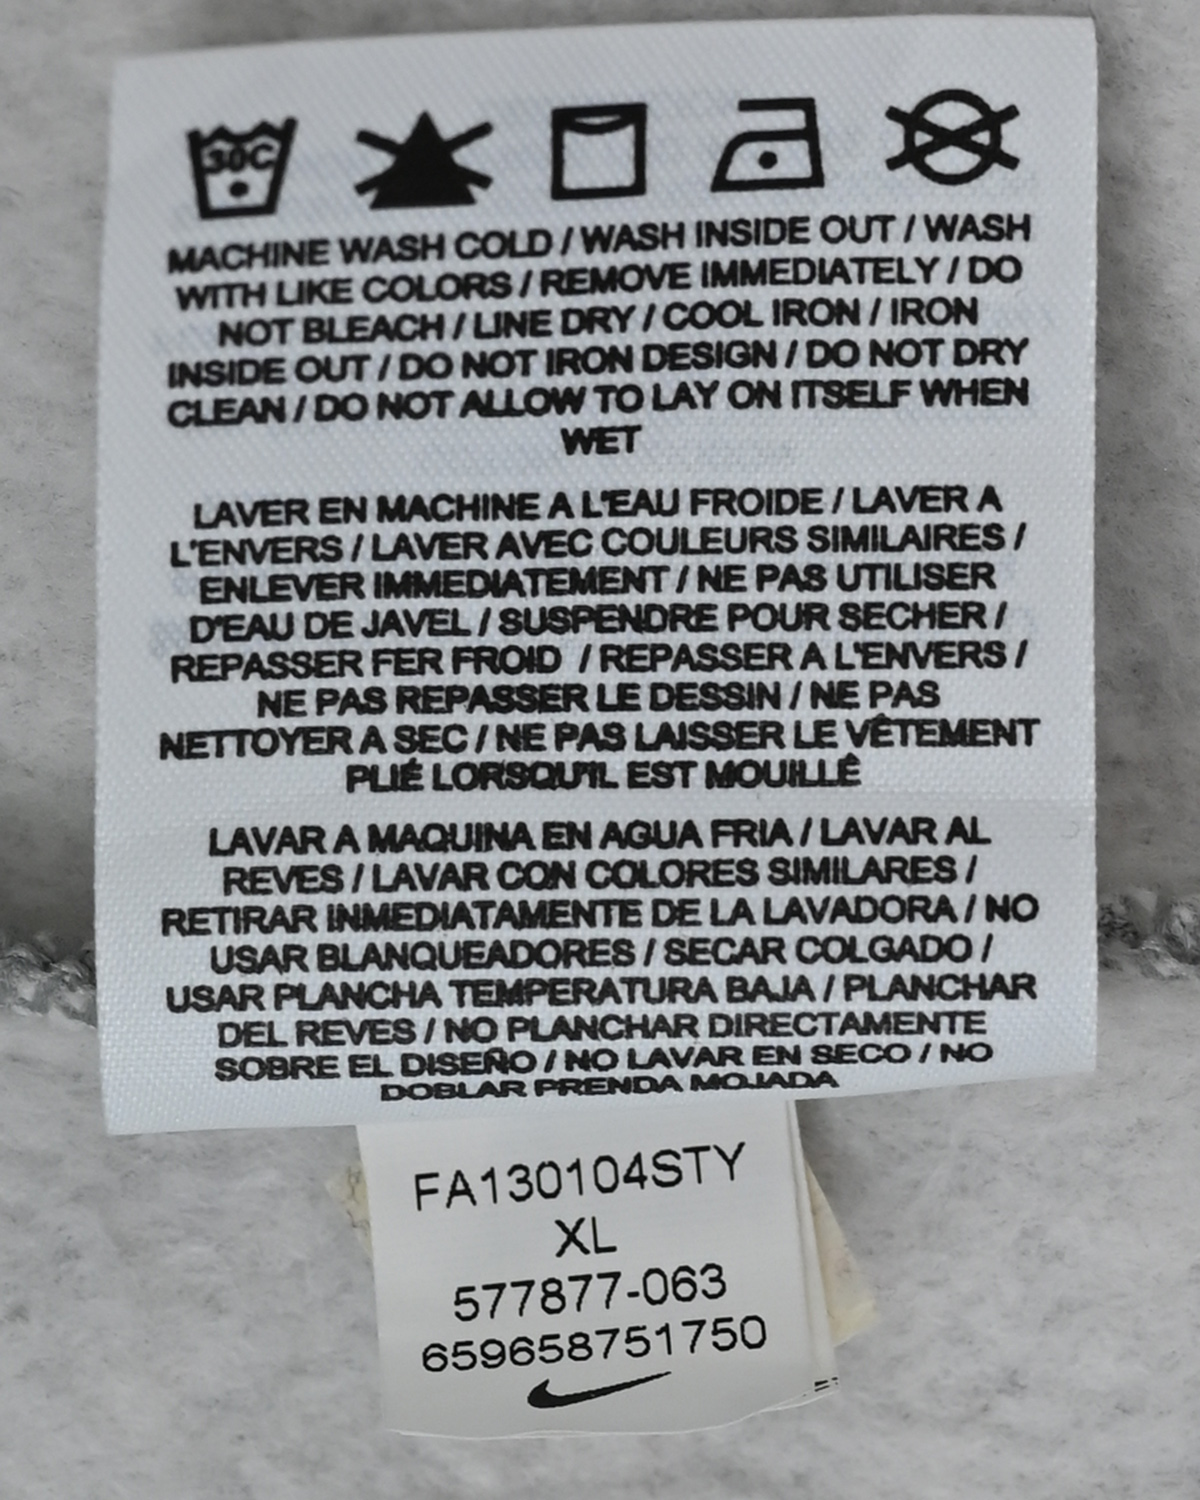 30C
MACHINE WASH COLD / WASH INSIDE OUT / WASH
WITH LIKE COLORS / REMOVE IMMEDIATELY / DO
NOT BLEACH / LINE DRY / COOL IRON / IRON
INSIDE OUT / DO NOT IRON DESIGN / DO NOT DRY
CLEAN / DO NOT ALLOW TO LAY ON ITSELF WHEN
WET
LAVER EN MACHINE A L'EAU FROIDE / LAVER A
L'ENVERS / LAVER AVEC COULEURS SIMILAIRES /
ENLEVER IMMEDIATEMENT / NE PAS UTILISER
D'EAU DE JAVEL / SUSPENDRE POUR SECHER /
REPASSER FER FROID / REPASSER A L'ENVERS /
NE PAS REPASSER LE DESSIN / NE PAS
NETTOYER A SEC / NE PAS LAISSER LE VÊTEMENT
PLIÉ LORSQU'IL EST MOUILLÉ
LAVAR A MAQUINA EN AGUA FRIA / LAVAR AL
REVES / LAVAR CON COLORES SIMILARES /
RETIRAR INMEDIATAMENTE DE LA LAVADORA / NO
USAR BLANQUEADORES / SECAR COLGADO /
USAR PLANCHA TEMPERATURA BAJA / PLANCHAR
DEL REVES / NO PLANCHAR DIRECTAMENTE
SOBRE EL DISEÑO / NO LAVAR EN SECO / NO
DOBLAR PRENDA MOJADA
FA130104STY
XL
577877-063
659658751750